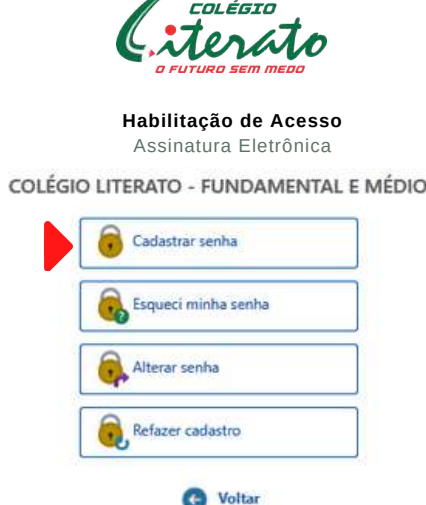 COLÉGIO
Literato
O FUTURO SEM MEDO
Habilitação de Acesso
Assinatura Eletrônica
COLÉGIO LITERATO - FUNDAMENTAL E MÉDIO
Cadastrar senha
Esqueci minha senha
Alterar senha
Refazer cadastro
Voltar